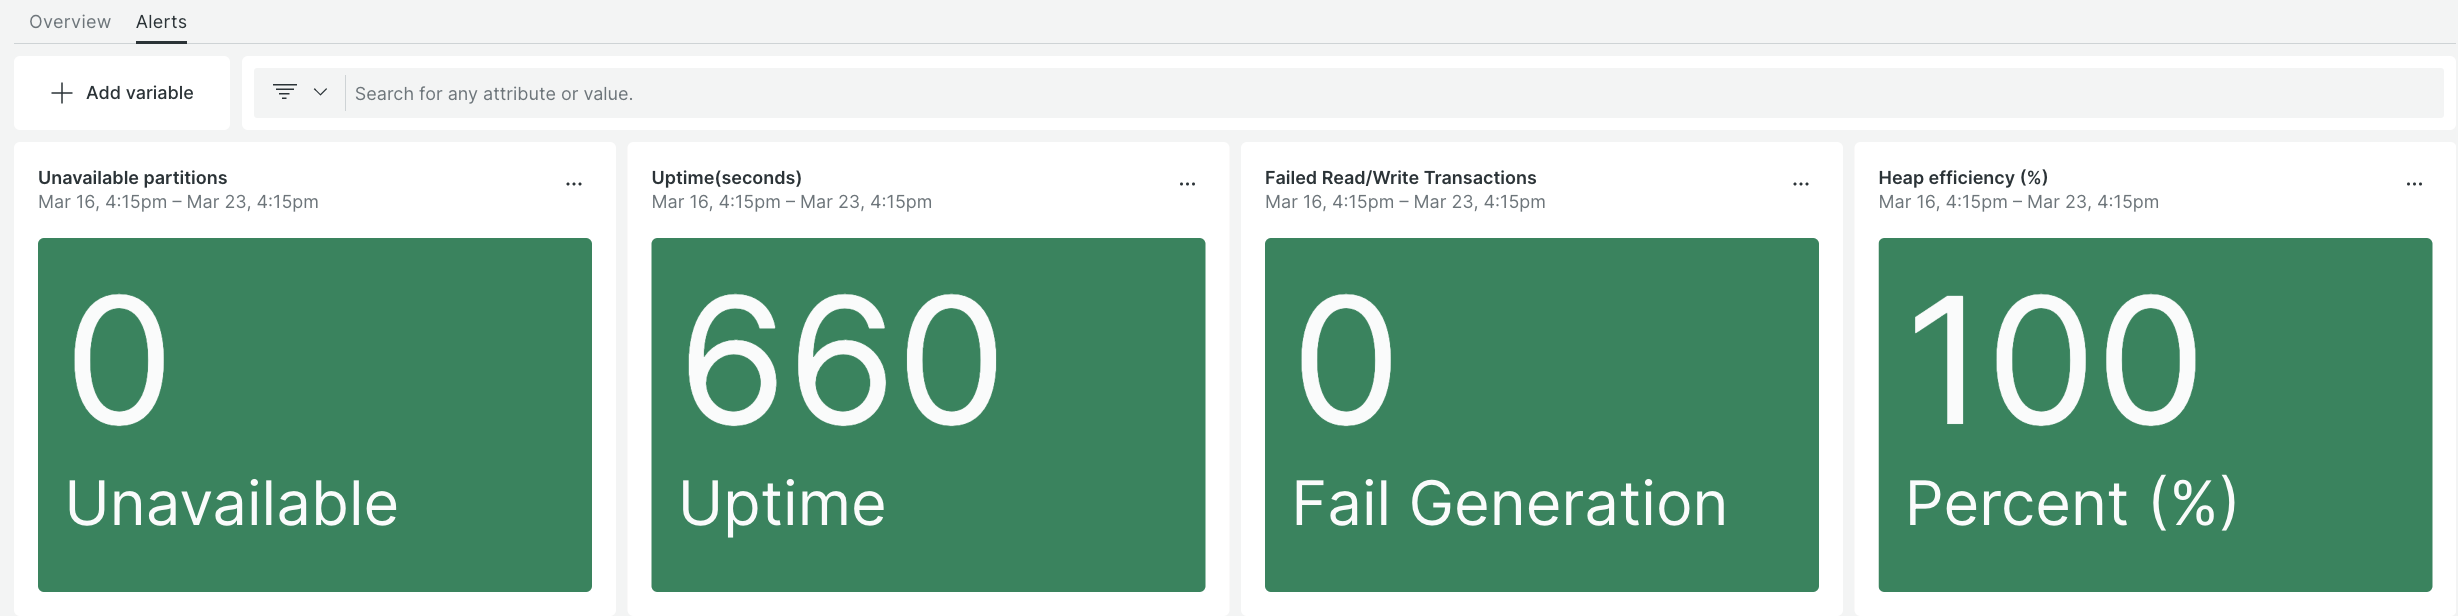 Overview Alerts
Add variable
Search for any attribute or value.
Unavailable partitions
Mar 16, 4:15pm – Mar 23, 4:15pm
0
Unavailable
Uptime(seconds)
Mar 16, 4:15pm – Mar 23, 4:15pm
660
Uptime
Failed Read/Write Transactions
Mar 16, 4:15pm – Mar 23, 4:15pm
0
Fail Generation
Heap efficiency (%)
Mar 16, 4:15pm – Mar 23, 4:15pm
100
Percent (%)